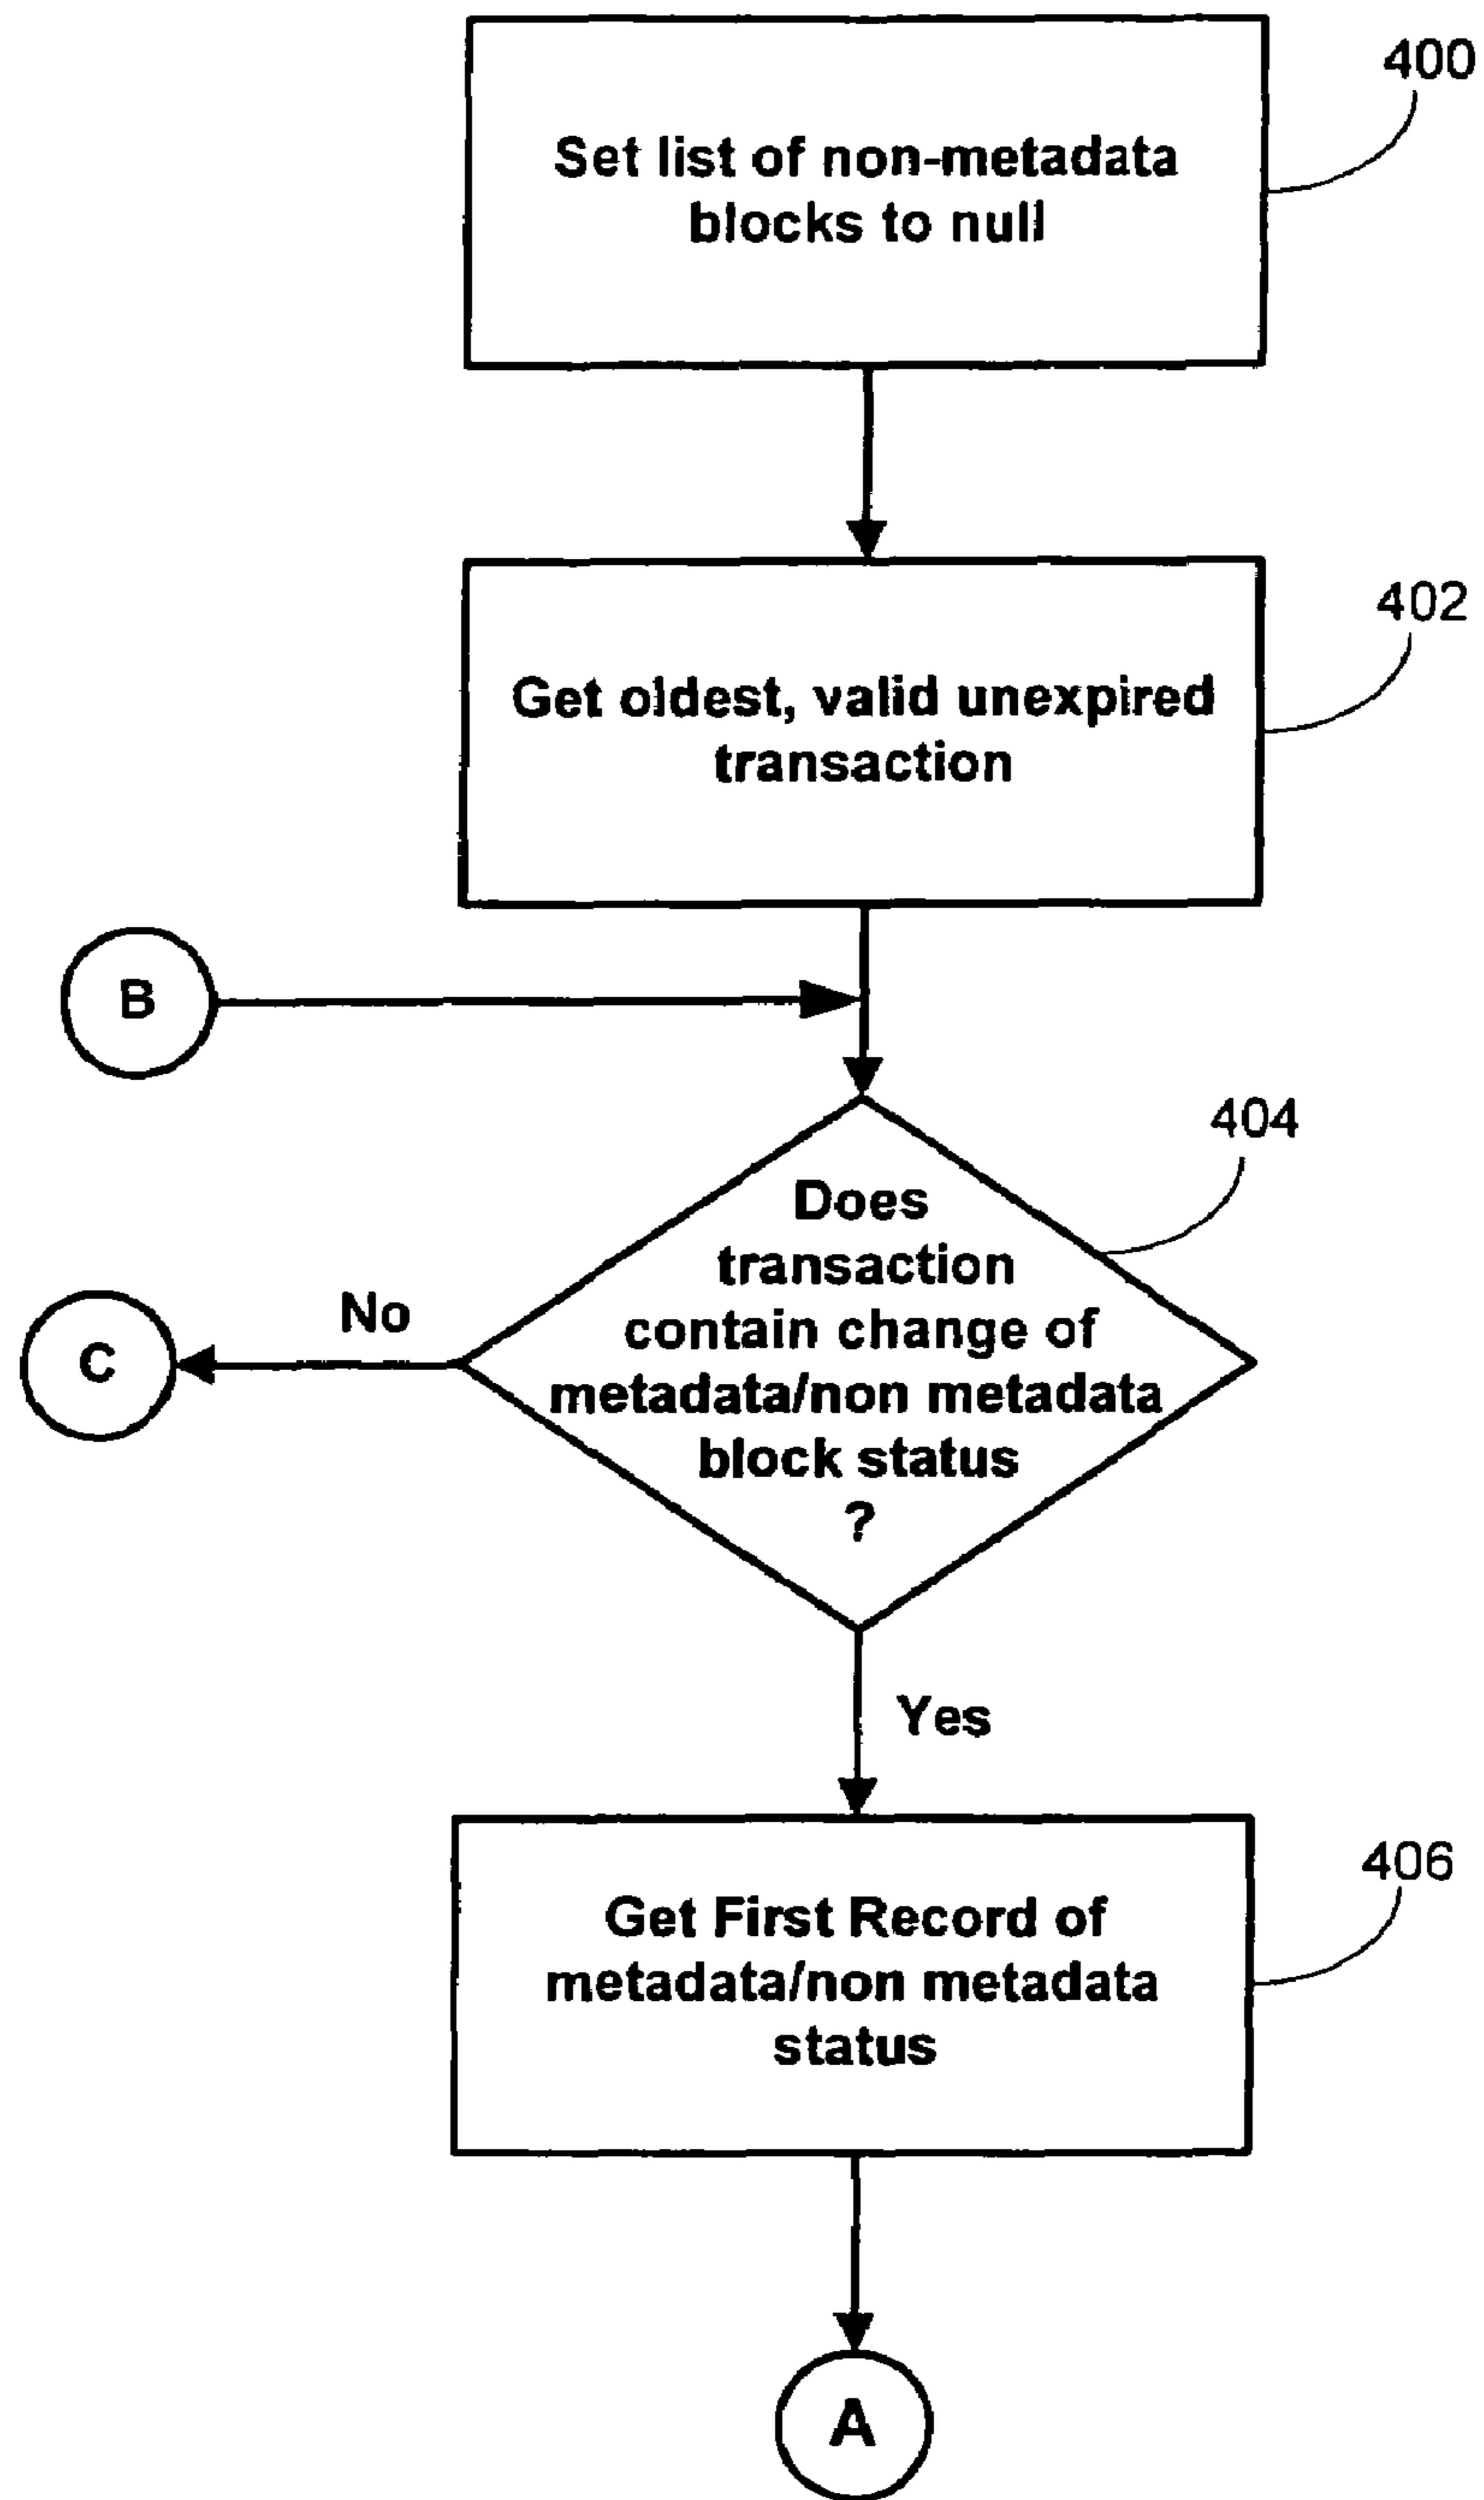 400
Set list of non-metadata
blocks to null
402
Get oldest, valid unexpired
transaction
B
404
Does
transaction
contain change of
metadata/non metadata
block status
?
No
C
Yes
406
Get First Record of
metadata/non metadata
status
A